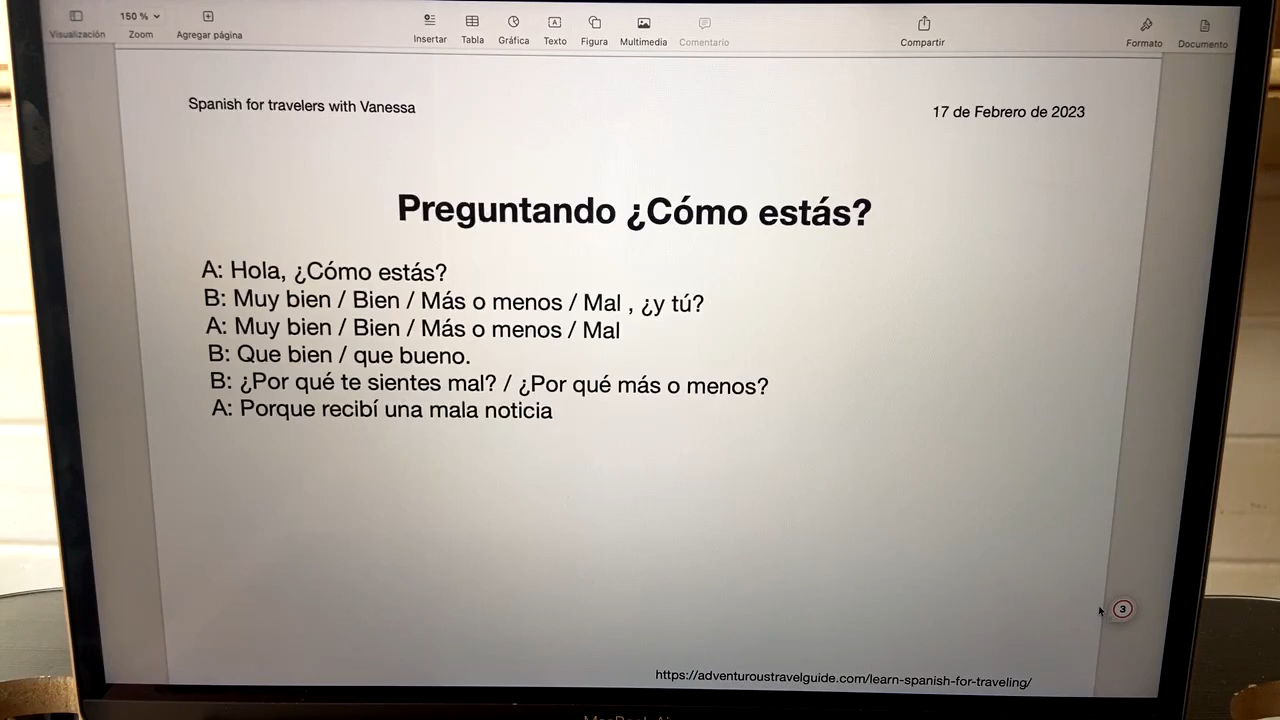 150 %
Visualización Zoom Agregar página Insertar Tabla Gráfica Texto Figura Multimedia Comentario Compartir Formato Documento
Spanish for travelers with Vanessa
17 de Febrero de 2023
Preguntando ¿Cómo estás?
A: Hola, ¿Cómo estás?
B: Muy bien / Bien / Más o menos / Mal , ¿y tú?
A: Muy bien / Bien / Más o menos / Mal
B: Que bien / que bueno.
B: ¿Por qué te sientes mal? / ¿Por qué más o menos?
A: Porque recibí una mala noticia
3
https://adventuroustravelguide.com/learn-spanish-for-traveling/